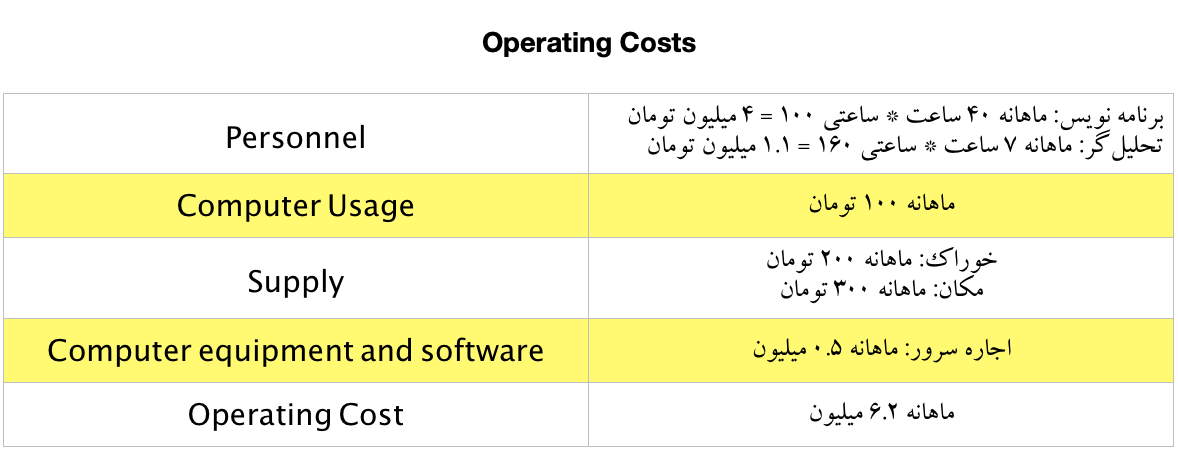 Operating Costs
Personnel
برنامه نویس: ماهانه ۴۰ ساعت * ساعتی ۱۰۰ = ۴ میلیون تومان
تحلیل‌گر: ماهانه ۷ ساعت * ساعتی ۱۶۰ = ۱.۱ میلیون تومان
Computer Usage
ماهانه ۱۰۰ تومان
Supply
خوراک: ماهانه ۲۰۰ تومان
مکان: ماهانه ۳۰۰ تومان
Computer equipment and software
اجاره سرور: ماهانه ۰.۵ میلیون
Operating Cost
ماهانه ۶.۲ میلیون